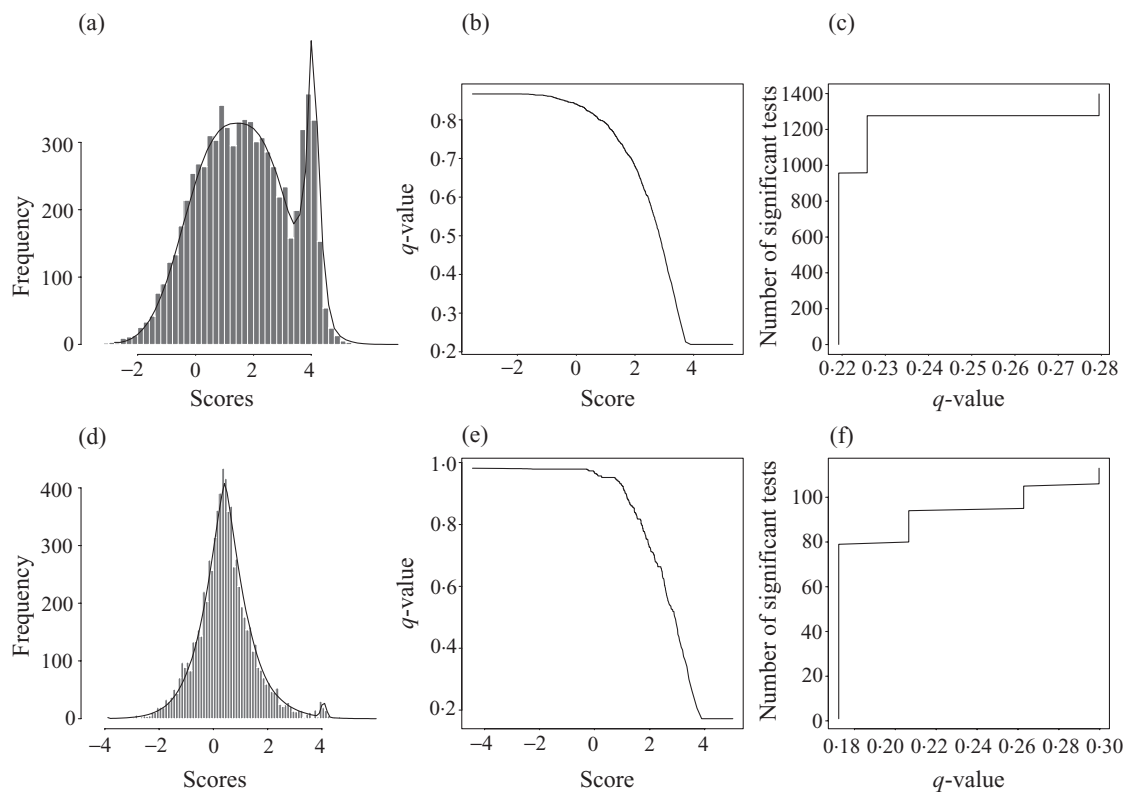 (a)
Frequency
300
200
100
0
−2 0 2 4
Scores
(b)
q-value
0·8
0·7
0·6
0·5
0·4
0·3
0·2
−2 0 2 4
Score
(c)
Number of significant tests
1400
1200
1000
800
600
400
200
0
0·22 0·23 0·24 0·25 0·26 0·27 0·28
q-value
(d)
Frequency
400
300
200
100
0
−4 −2 0 2 4
Scores
(e)
q-value
1·0
0·8
0·6
0·4
0·2
−4 −2 0 2 4
Score
(f)
Number of significant tests
100
80
60
40
20
0
0·18 0·20 0·22 0·24 0·26 0·28 0·30
q-value